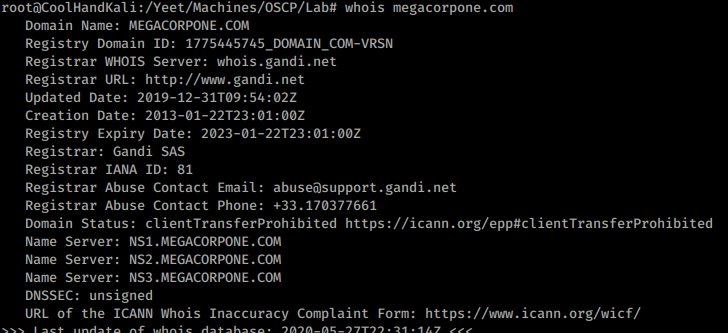 root@CoolHandKali:/Yeet/Machines/OSCP/Lab# whois megacorpone.com
Domain Name: MEGACORPONE.COM
Registry Domain ID: 1775445745_DOMAIN_COM-VRSN
Registrar WHOIS Server: whois.gandi.net
Registrar URL: http://www.gandi.net
Updated Date: 2019-12-31T09:54:02Z
Creation Date: 2013-01-22T23:01:00Z
Registry Expiry Date: 2023-01-22T23:01:00Z
Registrar: Gandi SAS
Registrar IANA ID: 81
Registrar Abuse Contact Email: abuse@support.gandi.net
Registrar Abuse Contact Phone: +33.170377661
Domain Status: clientTransferProhibited https://icann.org/epp#clientTransferProhibited
Name Server: NS1.MEGACORPONE.COM
Name Server: NS2.MEGACORPONE.COM
Name Server: NS3.MEGACORPONE.COM
DNSSEC: unsigned
URL of the ICANN Whois Inaccuracy Complaint Form: https://www.icann.org/wicf/
>>> Last update of whois database: 2020-05-27T22:31:14Z <<<